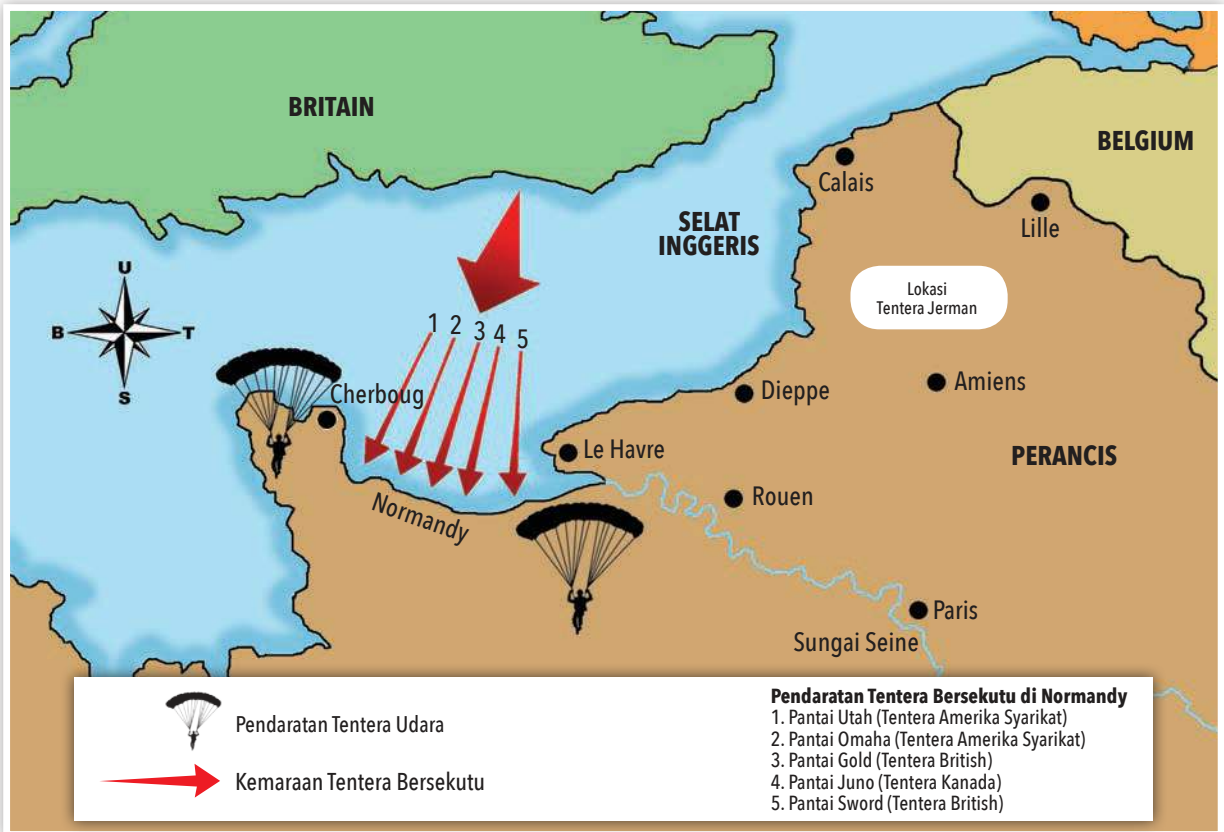 BRITAIN
BELGIUM
Calais
Lille
SELAT
INGGERIS
Lokasi
Tentera Jerman
U
B
T
S
1
2
3
4
5
Cherboug
Dieppe
Amiens
Le Havre
PERANCIS
Normandy
Rouen
Paris
Sungai Seine
Pendaratan Tentera Udara
Kemaraan Tentera Bersekutu
Pendaratan Tentera Bersekutu di Normandy
1. Pantai Utah (Tentera Amerika Syarikat)
2. Pantai Omaha (Tentera Amerika Syarikat)
3. Pantai Gold (Tentera British)
4. Pantai Juno (Tentera Kanada)
5. Pantai Sword (Tentera British)